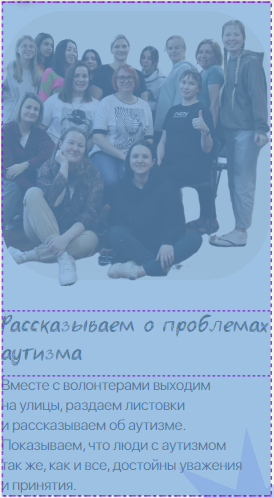 Рассказываем о проблемах
аутизма
Вместе с волонтерами выходим
на улицы, раздаем листовки
и рассказываем об аутизме.
Показываем, что люди с аутизмом
так же, как и все, достойны уважения
и принятия.